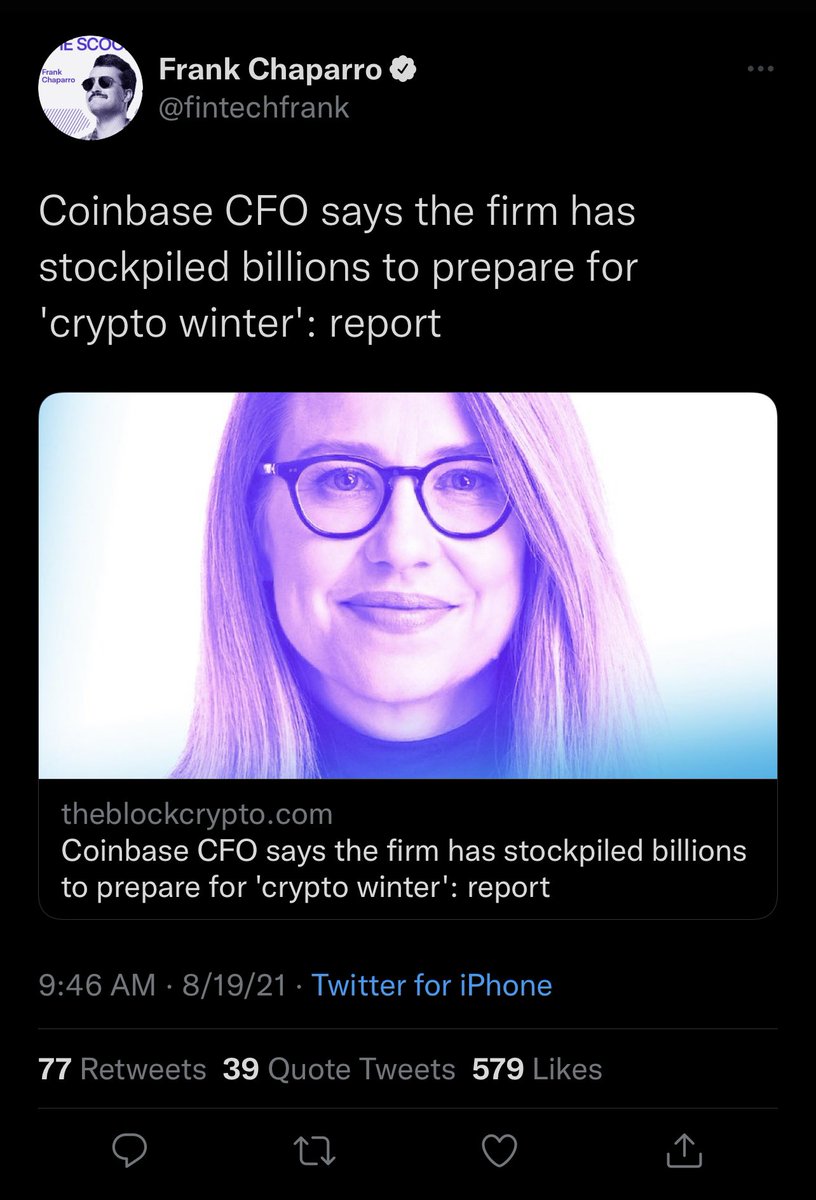 THE SCOO
Frank
Chaparro
Frank Chaparro
@fintechfrank
Coinbase CFO says the firm has
stockpiled billions to prepare for
'crypto winter': report
theblockcrypto.com
Coinbase CFO says the firm has stockpiled billions
to prepare for 'crypto winter': report
9:46 AM · 8/19/21 · Twitter for iPhone
77 Retweets 39 Quote Tweets 579 Likes